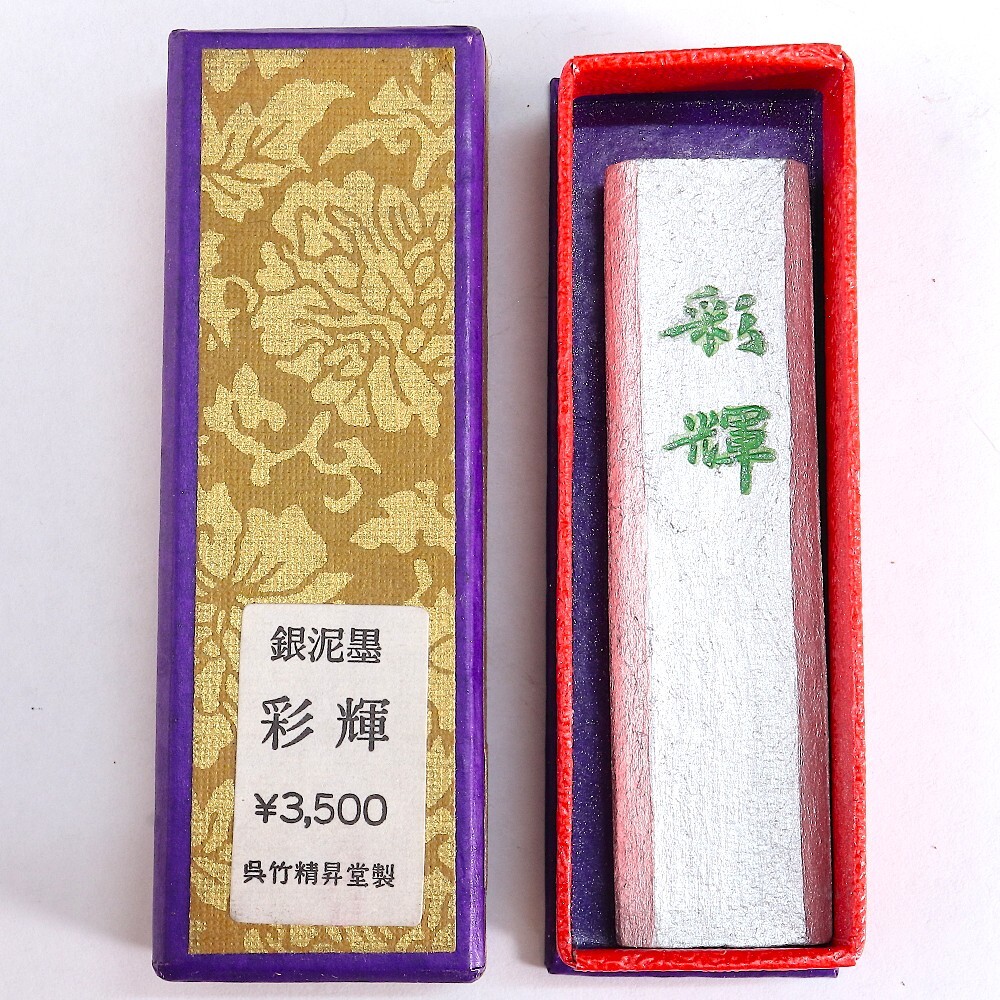 銀泥墨
彩輝
¥3,500
呉竹精昇堂製
彩
輝